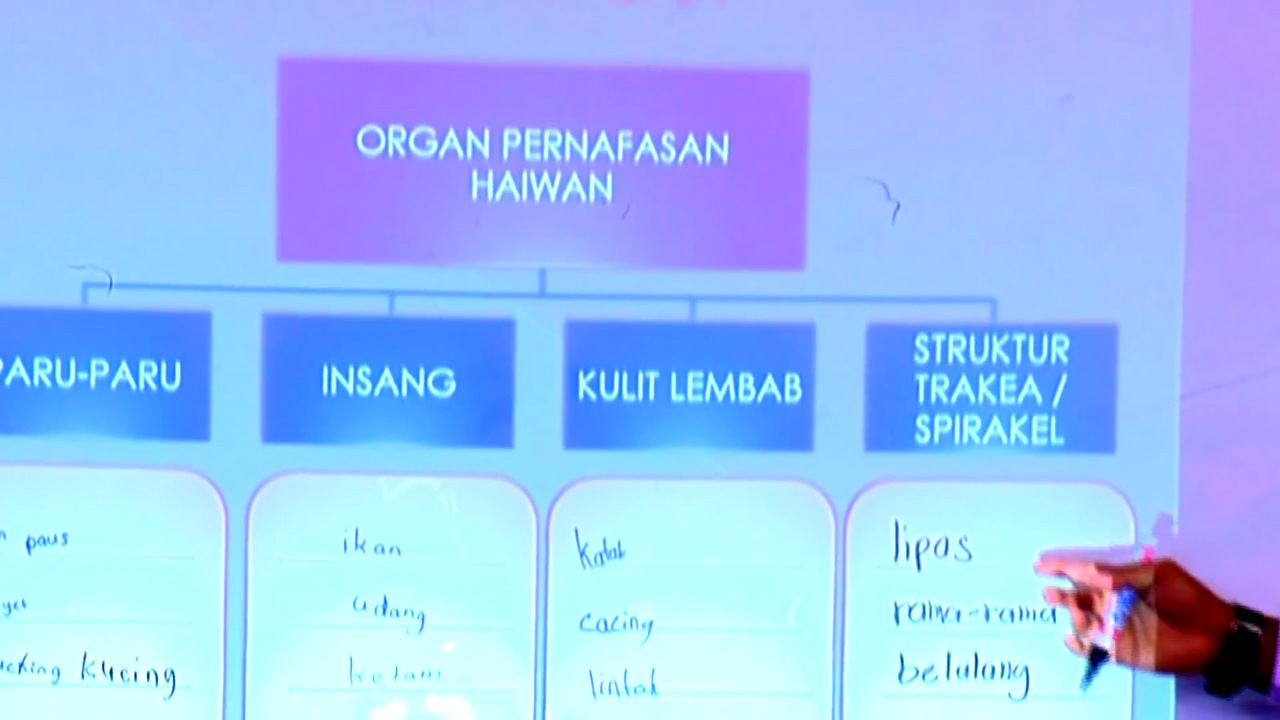 ORGAN PERNAFASAN
HAIWAN
PARU-PARU
INSANG
KULIT LEMBAB
STRUKTUR
TRAKEA /
SPIRAKEL
paus
kucing
ikan
udang
ketam
katak
cacing
lintah
lipas
rama-rama
belalang